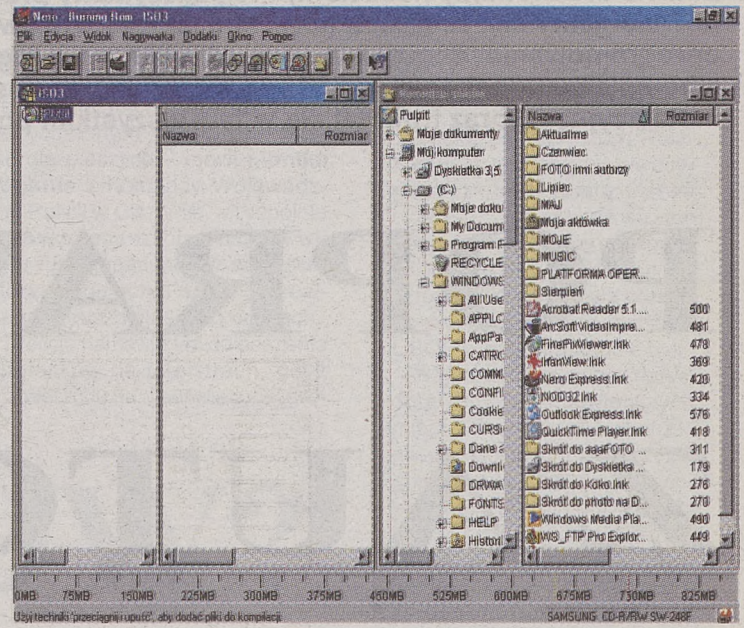 Nero - Burning Rom - ISO3
Plik Edycja Widok Nagrywarka Dodatki Okno Pomoc
ISO3
\
Nazwa Rozmiar
Pulpit
Moje dokumenty
Mój komputer
Dyskietka 3,5
(C:)
Moje doku
My Docum
Program F
RECYCLE
WINDOWS
All Use
APPLO
AppPa
CATRO
COMM
CONFI
Cookie
CURS
Dane a
Downl
DRWA
FONTS
HELP
Histori
Nazwa Rozmiar
Aktualme
Czerwiec
FOTO inni autorzy
Lipiec
MAJ
Moja aktówka
MOJE
MUSIC
PLATFORMA OPER...
Sierpień
Acrobat Reader 5.1.... 500
ArcSoft VideoImpre... 481
FinePixViewer.lnk 478
IrfanView.lnk 369
Nero Express.lnk 420
NOD32.lnk 334
Outlook Express.lnk 576
QuickTime Player.lnk 418
Skrót do aajaFOTO ... 311
Skrót do Dyskietka ... 179
Skrót do Koko.lnk 276
Skrót do photo na D... 270
Windows Media Pla... 490
WS_FTP Pro Explor... 449
0MB 75MB 150MB 225MB 300MB 375MB 450MB 525MB 600MB 675MB 750MB 825MB
Użyj techniki 'przeciągnij i upuść', aby dodać pliki do kompilacji
SAMSUNG CD-R/RW SW-248F